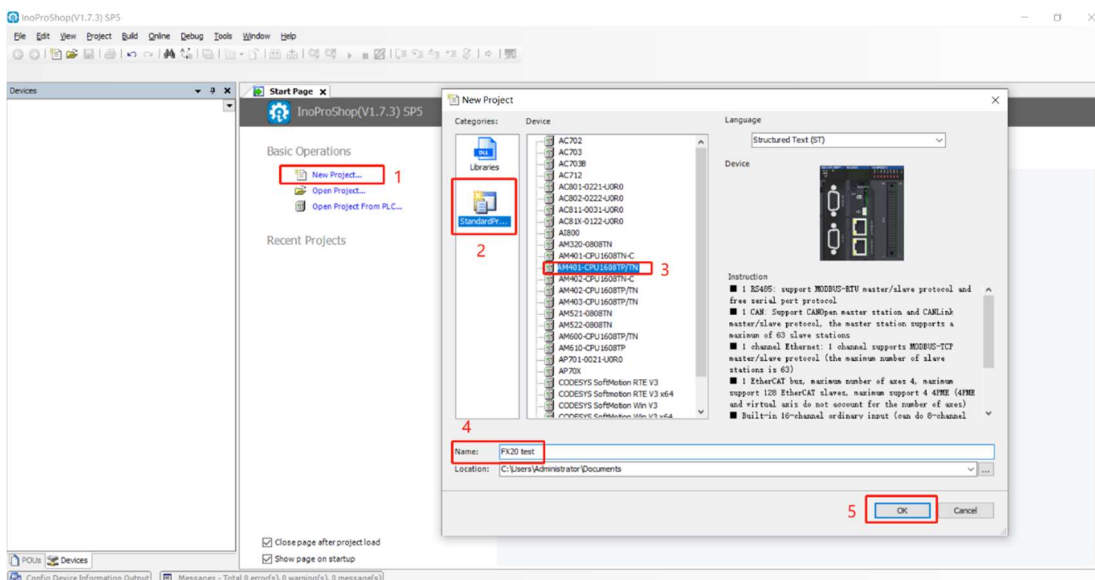 InoProShop(V1.7.3) SP5
File Edit View Project Build Online Debug Tools Window Help
Devices
Start Page
InoProShop(V1.7.3) SP5
Basic Operations
New Project... 1
Open Project...
Open Project From PLC...
Recent Projects
Close page after project load
Show page on startup
New Project
Categories:
Libraries
StandardPr...
2
Device
AC702
AC703
AC703B
AC712
AC801-0221-U0R0
AC802-0222-U0R0
AC811-0031-U0R0
AC81X-0122-U0R0
AI800
AM320-0808TN
AM401-CPU1608TN-C
AM401-CPU1608TP/TN 3
AM402-CPU1608TN-C
AM402-CPU1608TP/TN
AM403-CPU1608TP/TN
AM521-0808TN
AM522-0808TN
AM600-CPU1608TP/TN
AM610-CPU1608TP
AP701-0021-U0R0
AP70X
CODESYS SoftMotion RTE V3
CODESYS SoftMotion RTE V3 x64
CODESYS SoftMotion Win V3
CODESYS SoftMotion Win V3 x64
Language
Structured Text (ST)
Device
Instruction
■ 1 RS485: support MODBUS-RTU master/slave protocol and
free serial port protocol
■ 1 CAN: Support CANOpen master station and CANLink
master/slave protocol, the master station supports a
maximum of 63 slave stations
■ 1 channel Ethernet: 1 channel supports MODBUS-TCP
master/slave protocol (the maximum number of slave
stations is 63)
■ 1 EtherCAT bus, maximum number of axes 4, maximum
support 128 EtherCAT slaves, maximum support 4 4PME (4PME
and virtual axis do not account for the number of axes)
■ Built-in 16-channel ordinary input (can do 8-channel
4
Name: FX20 test
Location: C:\Users\Administrator\Documents ...
5 OK Cancel
POUs Devices
Config Device Information Output Messages - Total 0 error(s), 0 warning(s), 0 message(s)